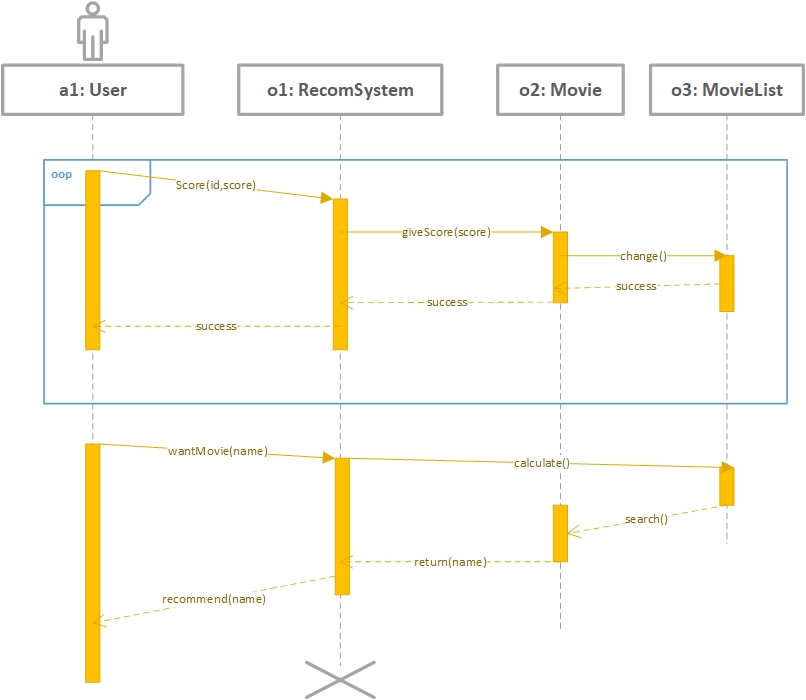 a1: User
o1: RecomSystem
o2: Movie
o3: MovieList
oop
Score(id,score)
giveScore(score)
change()
success
success
success
wantMovie(name)
calculate()
search()
return(name)
recommend(name)